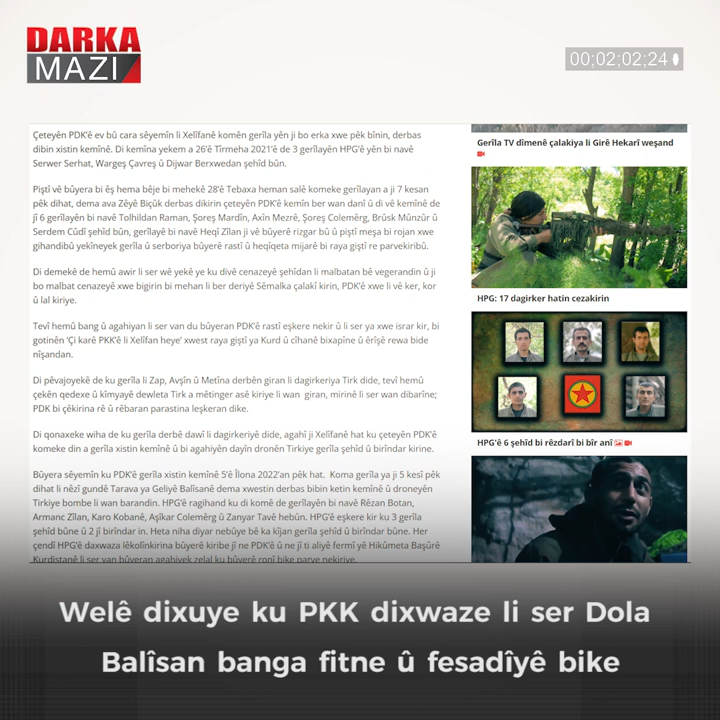 DARKA
MAZI
00;02;02;24
Çeteyên PDK'ê ev bû cara sêyemîn li Xelîfanê komên gerîla yên ji bo erka xwe pêk bînin, derbas
dibin xistin kemînê. Di kemîna yekem a 26'ê Tîrmeha 2021'ê de 3 gerîlayên HPG'ê yên bi navê
Serwer Serhat, Wargeş Çavreş û Dijwar Berxwedan şehîd bûn.
Piştî vê bûyera bi êş hema bêje bi mehekê 28'ê Tebaxa heman salê komeke gerîlayan a ji 7 kesan
pêk dihat, dema ava Zêyê Biçûk derbas dikirin çeteyên PDK'ê kemîn ber wan danî û di vê kemînê de
jî 6 gerîlayên bi navê Tolhildan Raman, Şoreş Mardîn, Axîn Mezrê, Şoreş Colemêrg, Brûsk Mûnzûr û
Serdem Cûdî şehîd bûn, gerîlayê bi navê Heqî Zîlan ji vê bûyerê rizgar bû û piştî meşa bi rojan xwe
gihandibû yekîneyek gerîla û serboriya bûyerê rastî û heqîqeta mijarê bi raya giştî re parvekiribû.
Di demekê de hemû awir li ser wê yekê ye ku divê cenazeyê şehîdan li malbatan bê vegerandin û ji
bo malbat cenazeyê xwe bigirin bi mehan li ber deriyê Sêmalka çalakî kirin, PDK'ê xwe li vê ker, kor
û lal kiriye.
Tevî hemû bang û agahiyan li ser van du bûyeran PDK'ê rastî eşkere nekir û li ser ya xwe israr kir, bi
gotinên 'Çi karê PKK'ê li Xelîfan heye' xwest raya giştî ya Kurd û cîhanê bixapîne û êrîşê rewa bide
nîşandan.
Di pêvajoyekê de ku gerîla li Zap, Avşîn û Metîna derbên giran li dagirkeriya Tirk dide, tevî hemû
çekên qedexe û kîmyayê dewleta Tirk a mêtinger asê kiriye li wan giran, mirinê li ser wan dibarîne;
PDK bi çêkirina rê û rêbaran parastina leşkeran dike.
Di qonaxeke wiha de ku gerîla derbê dawî li dagirkeriyê dide, agahî ji Xelîfanê hat ku çeteyên PDK'ê
komeke din a gerîla xistin kemînê û bi agahiyên dayîn dronên Tirkiye gerîla şehîd û birîndar kirine.
Bûyera sêyemîn ku PDK'ê gerîla xistin kemînê 5'ê Îlona 2022'an pêk hat. Koma gerîla ya ji 5 kesî pêk
dihat li nêzî gundê Tarava ya Geliyê Balîsanê dema xwestin derbas bibin ketin kemînê û droneyên
Tirkiye bombe li wan barandin. HPG'ê ragihand ku di komê de gerîlayên bi navê Rêzan Botan,
Armanc Zîlan, Karo Kobanê, Aşîkar Colemêrg û Zanyar Tavê hebûn. HPG'ê eşkere kir ku 3 gerîla
şehîd bûne û 2 jî birîndar in. Heta niha diyar nebûye bê ka kîjan gerîla şehîd û birîndar bûne. Her
çendî HPG'ê daxwaza lêkolînkirina bûyerê kiribe jî ne PDK'ê û ne jî ti aliyê fermî yê Hikûmeta Başûrê
Kurdistanê li ser van bûyeran agahiyek zelal ku bûyerê ronî bike parve nekiriye.
Gerîla TV dîmenê çalakiya li Girê Hekarî weşand
HPG: 17 dagirker hatin cezakirin
HPG'ê 6 şehîd bi rêzdarî bi bîr anî
Welê dixuye ku PKK dixwaze li ser Dola
Balîsan banga fitne û fesadîyê bike